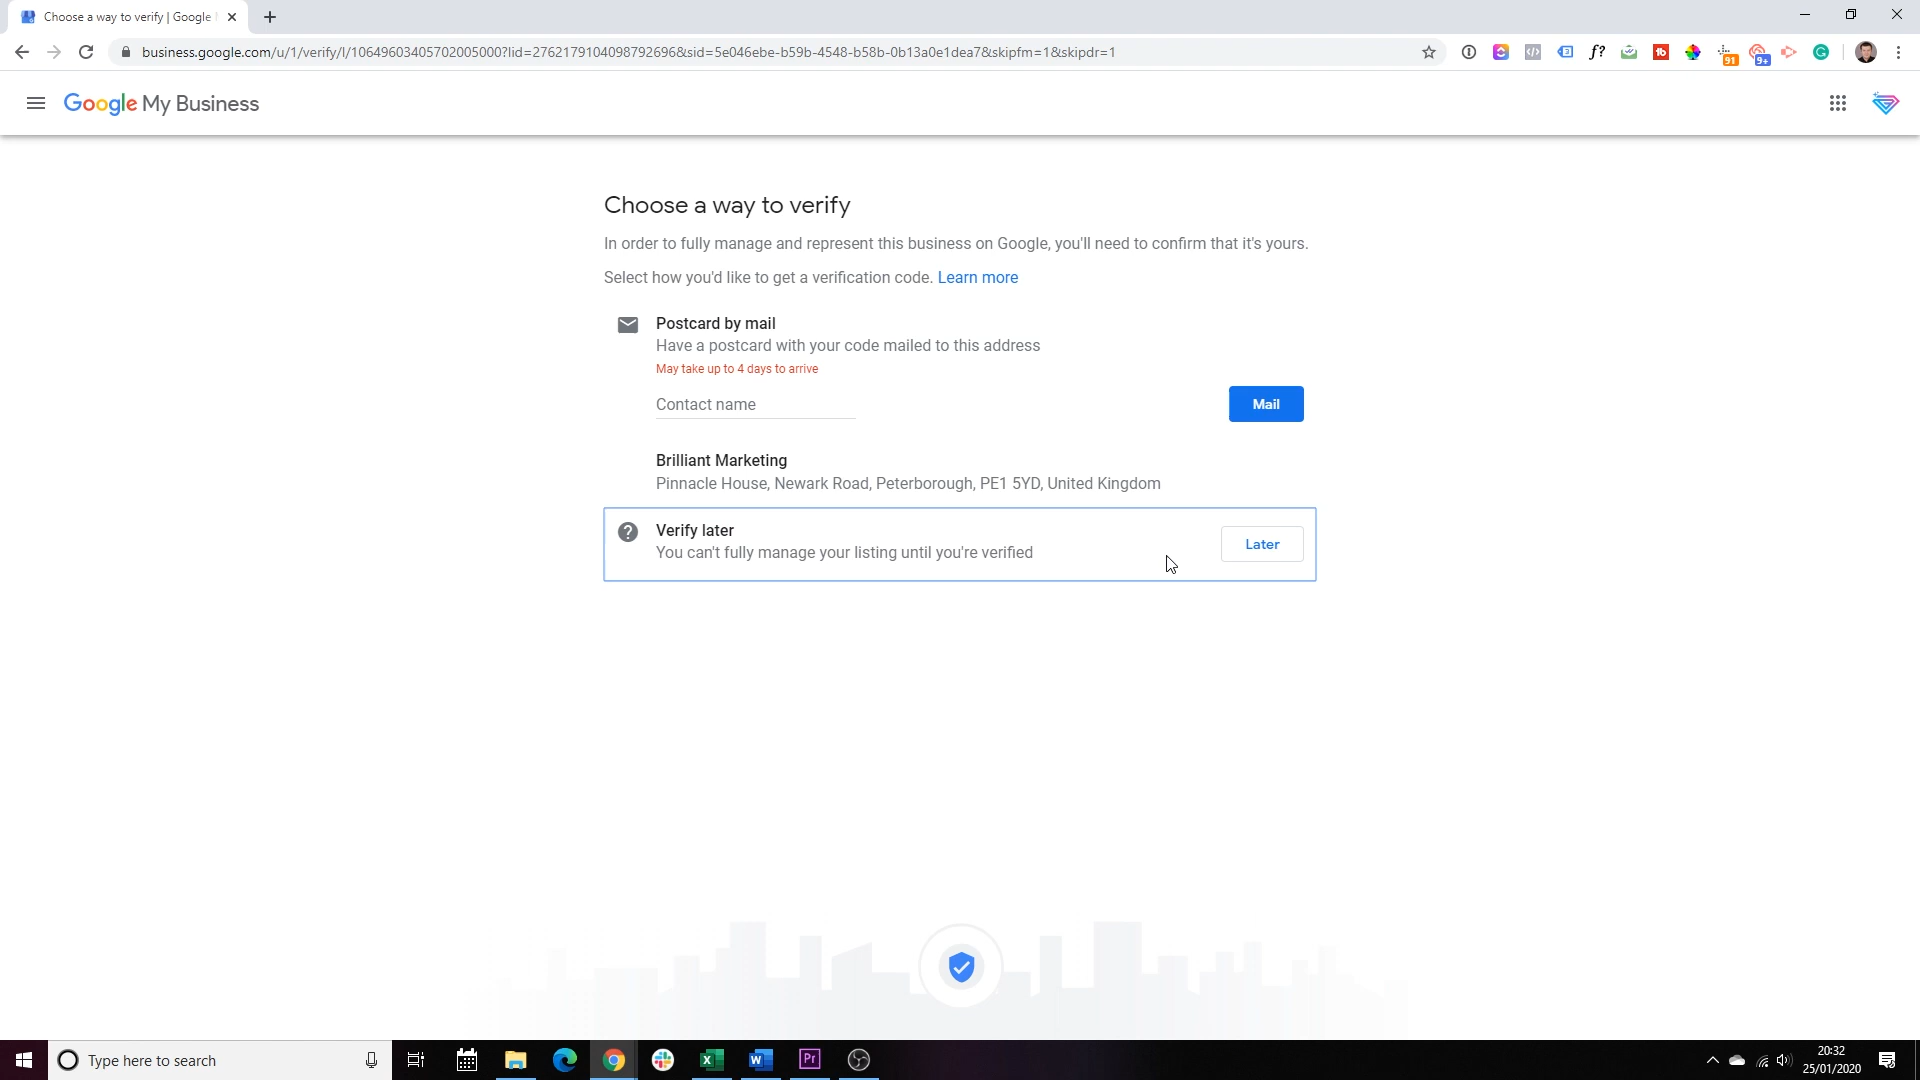 Choose a way to verify | Google
business.google.com/u/1/verify/l/10649603405702005000?lid=2762179104098792696&sid=5e046ebe-b59b-4548-b58b-0b13a0e1dea7&skipfm=1&skipdr=1
f?
91
9+
Google My Business
Choose a way to verify
In order to fully manage and represent this business on Google, you'll need to confirm that it's yours.
Select how you'd like to get a verification code. Learn more
Postcard by mail
Have a postcard with your code mailed to this address
May take up to 4 days to arrive
Contact name
Mail
Brilliant Marketing
Pinnacle House, Newark Road, Peterborough, PE1 5YD, United Kingdom
Verify later
You can't fully manage your listing until you're verified
Later
Type here to search
Pr
20:32
25/01/2020